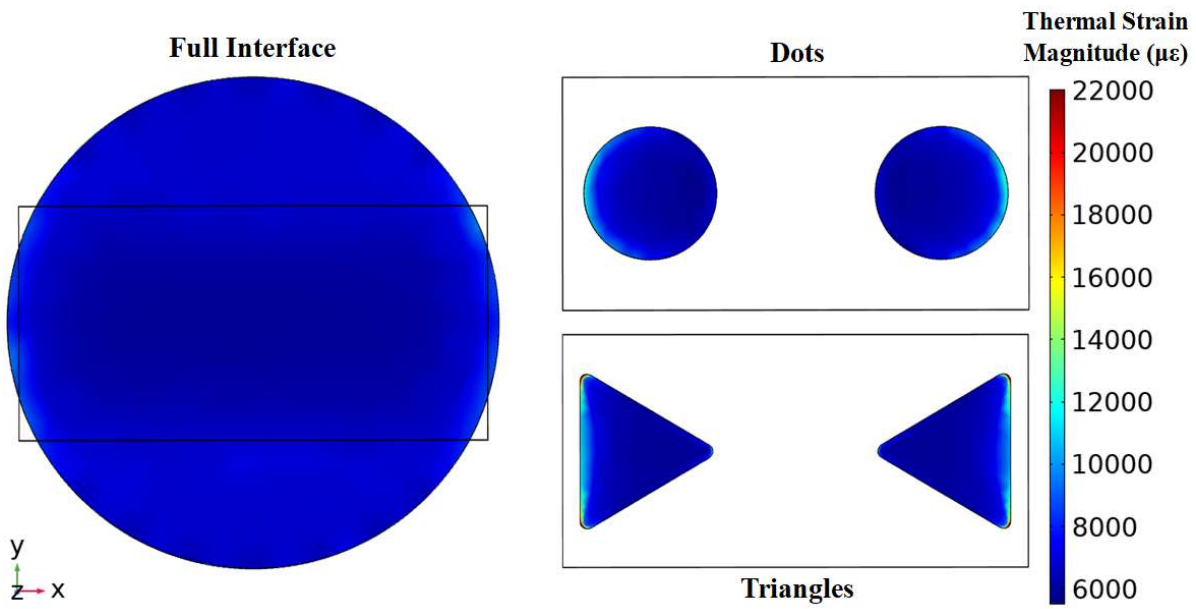 Full Interface
Dots
Thermal Strain
Magnitude (με)
22000
20000
18000
16000
14000
12000
10000
8000
6000
Triangles
y
z x